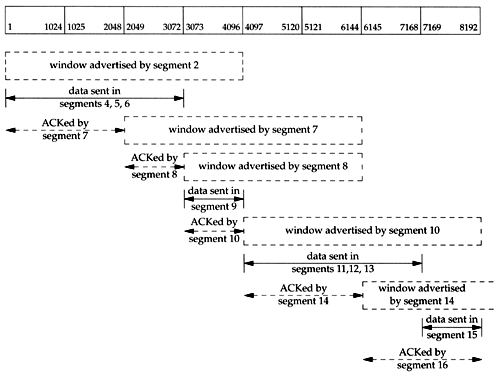 1 1024 1025 2048 2049 3072 3073 4096 4097 5120 5121 6144 6145 7168 7169 8192
window advertised by segment 2
data sent in
segments 4, 5, 6
ACKed by
segment 7
window advertised by segment 7
ACKed by
segment 8
window advertised by segment 8
data sent in
segment 9
ACKed by
segment 10
window advertised by segment 10
data sent in
segments 11,12, 13
ACKed by
segment 14
window advertised
by segment 14
data sent in
segment 15
ACKed by
segment 16